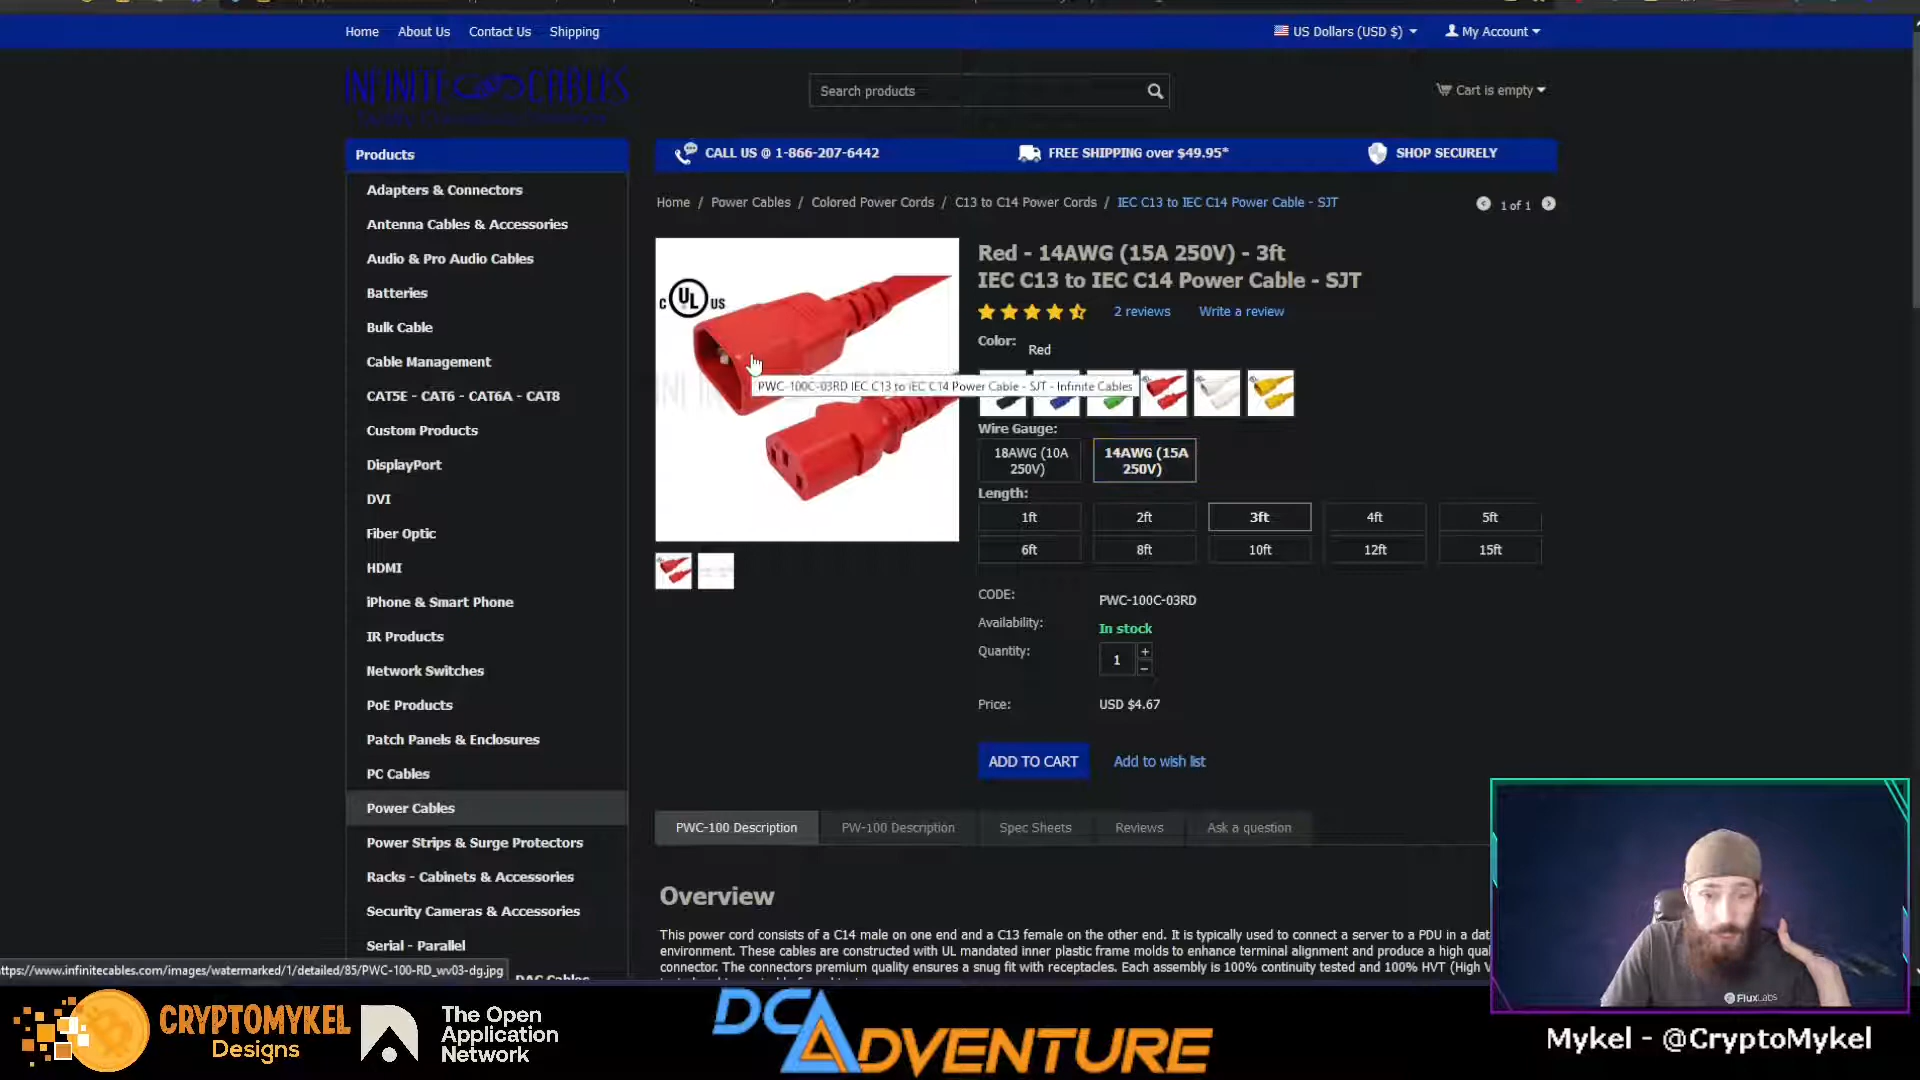 Home About Us Contact Us Shipping
US Dollars (USD $) My Account
INFINITE CABLES
Search products
Cart is empty
Products
CALL US @ 1-866-207-6442 FREE SHIPPING over $49.95* SHOP SECURELY
Adapters & Connectors
Antenna Cables & Accessories
Audio & Pro Audio Cables
Batteries
Bulk Cable
Cable Management
CAT5E - CAT6 - CAT6A - CAT8
Custom Products
DisplayPort
DVI
Fiber Optic
HDMI
iPhone & Smart Phone
IR Products
Network Switches
PoE Products
Patch Panels & Enclosures
PC Cables
Power Cables
Power Strips & Surge Protectors
Racks - Cabinets & Accessories
Security Cameras & Accessories
Serial - Parallel
DAC Cables
Home / Power Cables / Colored Power Cords / C13 to C14 Power Cords / IEC C13 to IEC C14 Power Cable - SJT
1 of 1
C UL US
Red - 14AWG (15A 250V) - 3ft
IEC C13 to IEC C14 Power Cable - SJT
2 reviews Write a review
Color: Red
PWC-100C-03RD IEC C13 to IEC C14 Power Cable - SJT - Infinite Cables
Wire Gauge:
18AWG (10A
250V)
14AWG (15A
250V)
Length:
1ft 2ft 3ft 4ft 5ft
6ft 8ft 10ft 12ft 15ft
CODE: PWC-100C-03RD
Availability: In stock
Quantity: 1 + −
Price: USD $4.67
ADD TO CART Add to wish list
PWC-100 Description PW-100 Description Spec Sheets Reviews Ask a question
Overview
This power cord consists of a C14 male on one end and a C13 female on the other end. It is typically used to connect a server to a PDU in a dat
environment. These cables are constructed with UL mandated inner plastic frame molds to enhance terminal alignment and produce a high qual
connector. The connectors premium quality ensures a snug fit with receptacles. Each assembly is 100% continuity tested and 100% HVT (High V
ttps://www.infinitecables.com/images/watermarked/1/detailed/85/PWC-100-RD_wv03-dg.jpg
FluxLabs
CRYPTOMYKEL
Designs
The Open
Application
Network
DCADVENTURE
Mykel - @CryptoMykel